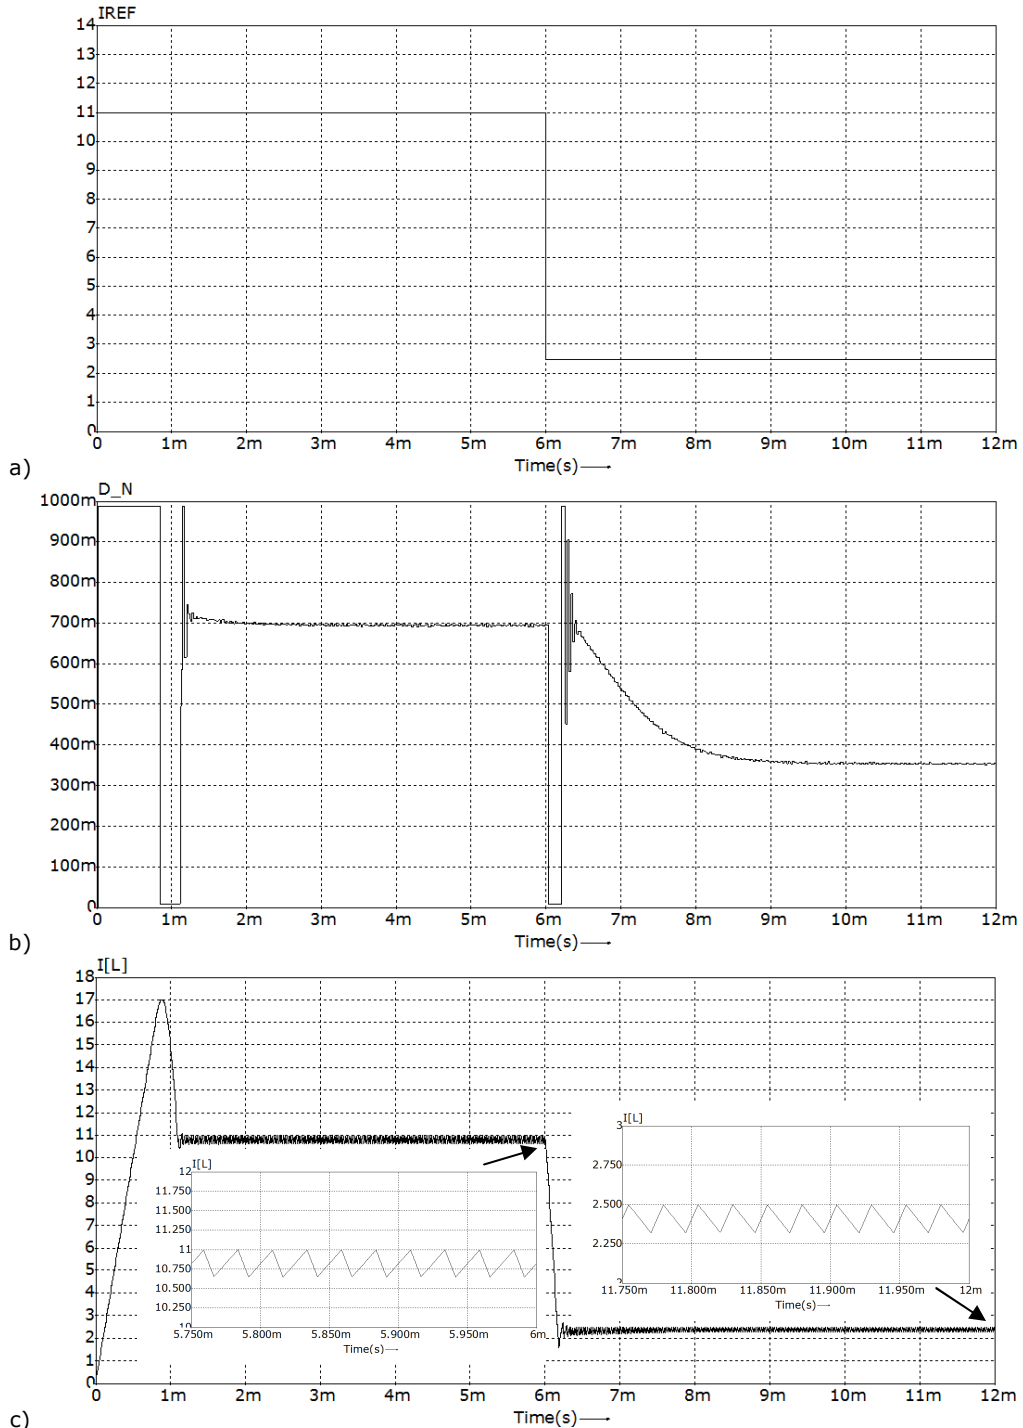 IREF
14
13
12
11
10
9
8
7
6
5
4
3
2
1
0
0 1m 2m 3m 4m 5m 6m 7m 8m 9m 10m 11m 12m
Time(s)
a)
D_N
1000m
900m
800m
700m
600m
500m
400m
300m
200m
100m
0
0 1m 2m 3m 4m 5m 6m 7m 8m 9m 10m 11m 12m
Time(s)
b)
I[L]
18
17
16
15
14
13
12
11
10
9
8
7
6
5
4
3
2
1
0
0 1m 2m 3m 4m 5m 6m 7m 8m 9m 10m 11m 12m
Time(s)
c)
I[L]
12
11.750
11.500
11.250
11
10.750
10.500
10.250
10
5.750m 5.800m 5.850m 5.900m 5.950m 6m
Time(s)
I[L]
3
2.750
2.500
2.250
2
11.750m 11.800m 11.850m 11.900m 11.950m 12m
Time(s)